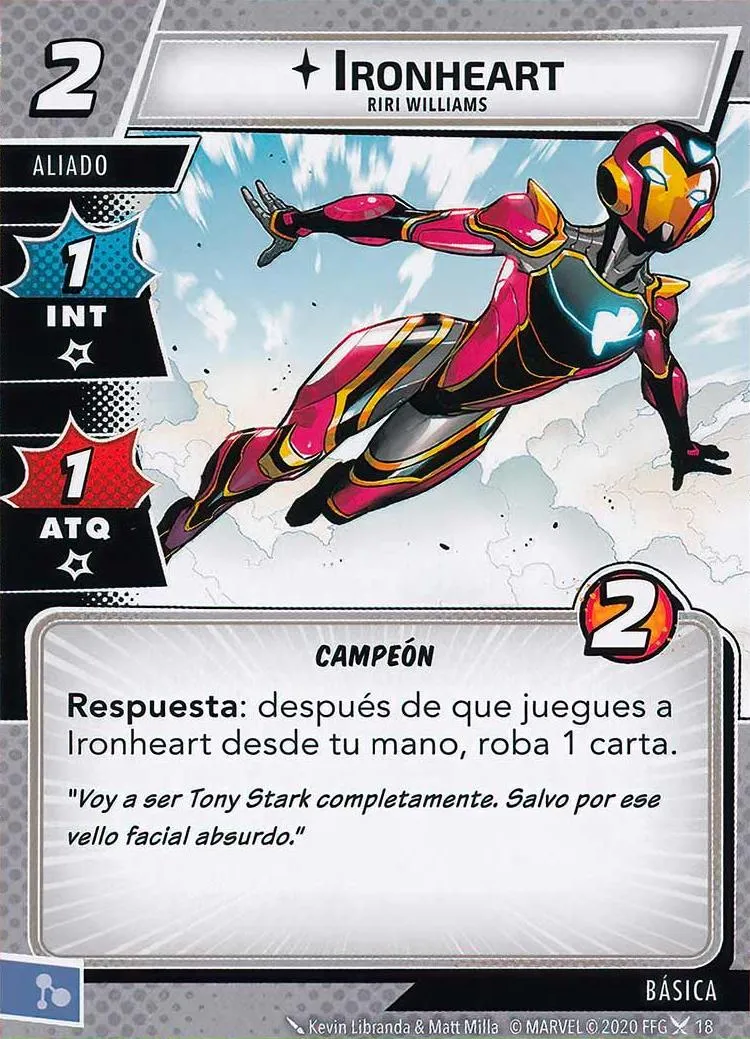 2
IRONHEART
RIRI WILLIAMS
ALIADO
1
INT
1
ATQ
2
CAMPEÓN
Respuesta: después de que juegues a
Ironheart desde tu mano, roba 1 carta.
"Voy a ser Tony Stark completamente. Salvo por ese
vello facial absurdo."
BÁSICA
Kevin Libranda & Matt Milla © MARVEL © 2020 FFG 18